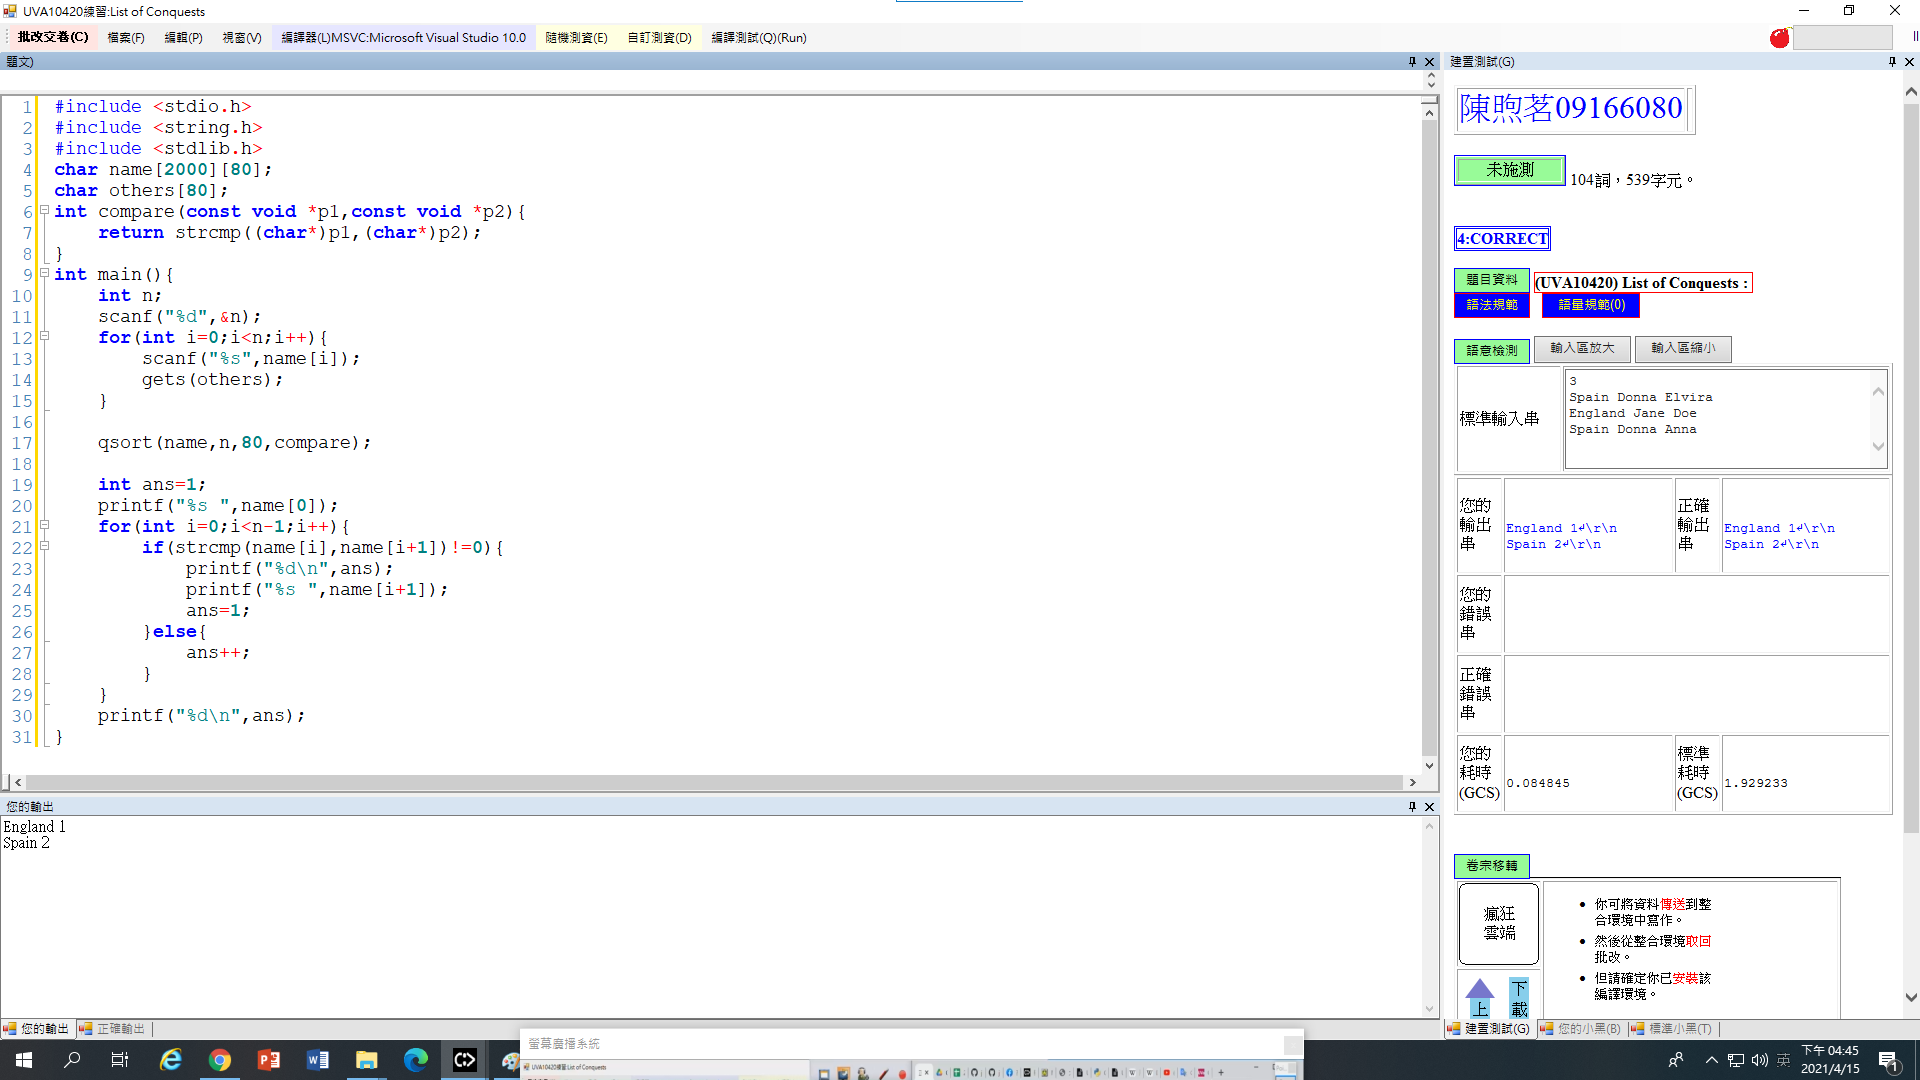 UVA10420練習:List of Conquests
批改交卷(C) 檔案(F) 編輯(P) 視窗(V) 編譯器(L)MSVC:Microsoft Visual Studio 10.0 隨機測資(E) 自訂測資(D) 編譯測試(Q)(Run)
題文)
1 #include <stdio.h>
2 #include <string.h>
3 #include <stdlib.h>
4 char name[2000][80];
5 char others[80];
6 int compare(const void *p1,const void *p2){
7 return strcmp((char*)p1,(char*)p2);
8 }
9 int main(){
10 int n;
11 scanf("%d",&n);
12 for(int i=0;i<n;i++){
13 scanf("%s",name[i]);
14 gets(others);
15 }
16
17 qsort(name,n,80,compare);
18
19 int ans=1;
20 printf("%s ",name[0]);
21 for(int i=0;i<n-1;i++){
22 if(strcmp(name[i],name[i+1])!=0){
23 printf("%d\n",ans);
24 printf("%s ",name[i+1]);
25 ans=1;
26 }else{
27 ans++;
28 }
29 }
30 printf("%d\n",ans);
31 }
您的輸出
England 1
Spain 2
您的輸出 正確輸出
建置測試(G)
陳煦茗09166080
未施測 104詞，539字元。
4:CORRECT
題目資料 (UVA10420) List of Conquests :
語法規範 語量規範(0)
語意檢測 輸入區放大 輸入區縮小
標準輸入串
3
Spain Donna Elvira
England Jane Doe
Spain Donna Anna
您的輸出串
England 1↵\r\n
Spain 2↵\r\n
正確輸出串
England 1↵\r\n
Spain 2↵\r\n
您的錯誤串
正確錯誤串
您的耗時(GCS) 0.084845 標準耗時(GCS) 1.929233
卷宗移轉
瘋狂
雲端
上 下載
• 你可將資料傳送到整
合環境中寫作。
• 然後從整合環境取回
批改。
• 但請確定你已安裝該
編譯環境。
建置測試(G) 您的小黑(B) 標準小黑(T)
螢幕廣播系統
UVA10420練習:List of Conquests
英
下午 04:45
2021/4/15
1